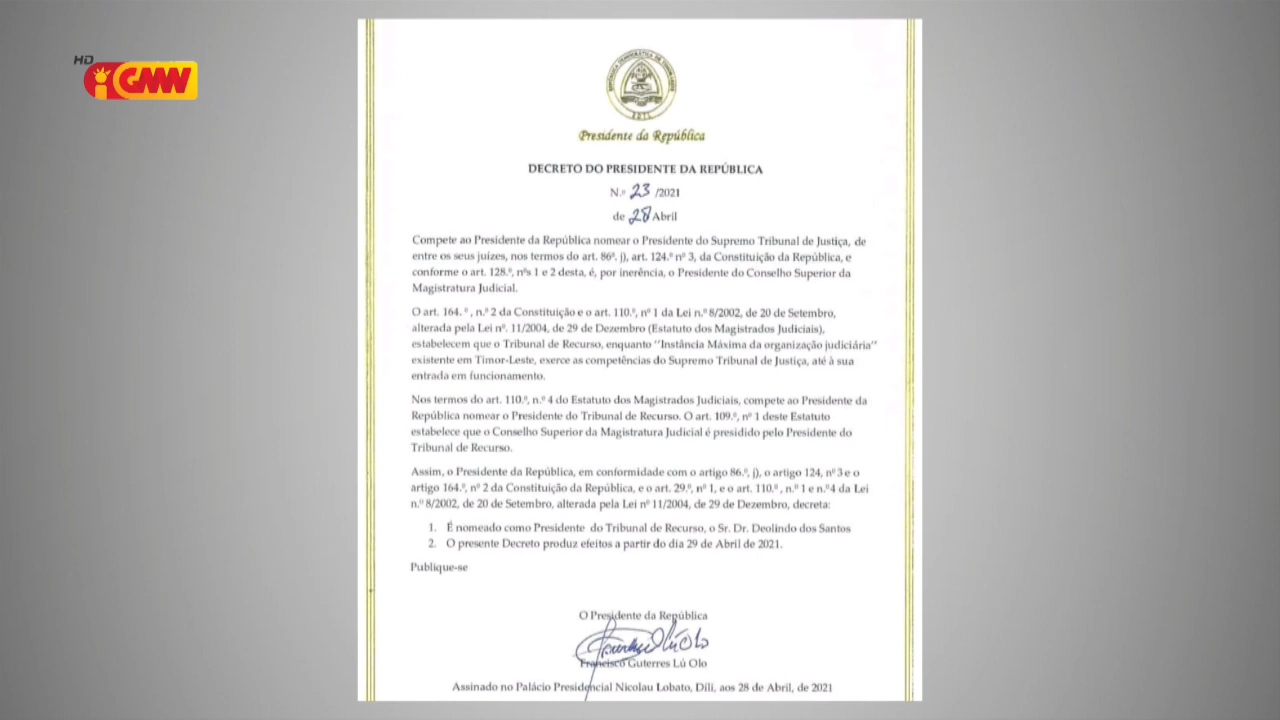 HD
GMN
Presidente da República
DECRETO DO PRESIDENTE DA REPÚBLICA
N.º 23 /2021
de 28 Abril
Compete ao Presidente da República nomear o Presidente do Supremo Tribunal de Justiça, de
entre os seus juízes, nos termos do art. 86º. j), art. 124.º nº 3, da Constituição da República, e
conforme o art. 128.º, nºs 1 e 2 desta, é, por inerência, o Presidente do Conselho Superior da
Magistratura Judicial.
O art. 164. º , n.º 2 da Constituição e o art. 110.º, nº 1 da Lei n.º 8/2002, de 20 de Setembro,
alterada pela Lei nº. 11/2004, de 29 de Dezembro (Estatuto dos Magistrados Judiciais),
estabelecem que o Tribunal de Recurso, enquanto "Instância Máxima da organização judiciária"
existente em Timor-Leste, exerce as competências do Supremo Tribunal de Justiça, até à sua
entrada em funcionamento.
Nos termos do art. 110.º, n.º 4 do Estatuto dos Magistrados Judiciais, compete ao Presidente da
República nomear o Presidente do Tribunal de Recurso. O art. 109.º, nº 1 deste Estatuto
estabelece que o Conselho Superior da Magistratura Judicial é presidido pelo Presidente do
Tribunal de Recurso.
Assim, o Presidente da República, em conformidade com o artigo 86.º, j), o artigo 124, nº 3 e o
artigo 164.º, nº 2 da Constituição da República, e o art. 29.º, nº 1, e o art. 110.º , n.º 1 e n.º4 da Lei
n.º 8/2002, de 20 de Setembro, alterada pela Lei nº 11/2004, de 29 de Dezembro, decreta:
1. É nomeado como Presidente do Tribunal de Recurso, o Sr. Dr. Deolindo dos Santos
2. O presente Decreto produz efeitos a partir do dia 29 de Abril de 2021.
Publique-se
O Presidente da República
Francisco Guterres Lú Olo
Assinado no Palácio Presidencial Nicolau Lobato, Díli, aos 28 de Abril, de 2021